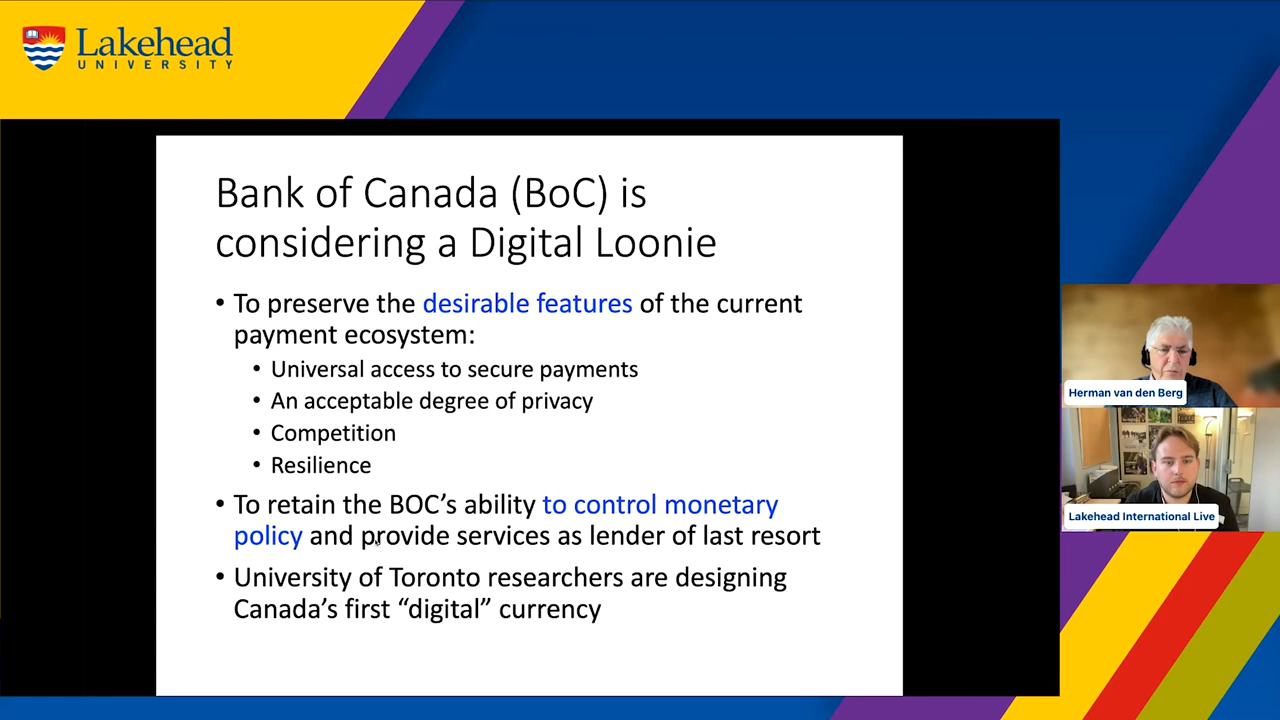 Lakehead
UNIVERSITY
Bank of Canada (BoC) is
considering a Digital Loonie
• To preserve the desirable features of the current
payment ecosystem:
• Universal access to secure payments
• An acceptable degree of privacy
• Competition
• Resilience
• To retain the BOC’s ability to control monetary
policy and provide services as lender of last resort
• University of Toronto researchers are designing
Canada’s first “digital” currency
Herman van den Berg
Lakehead International Live